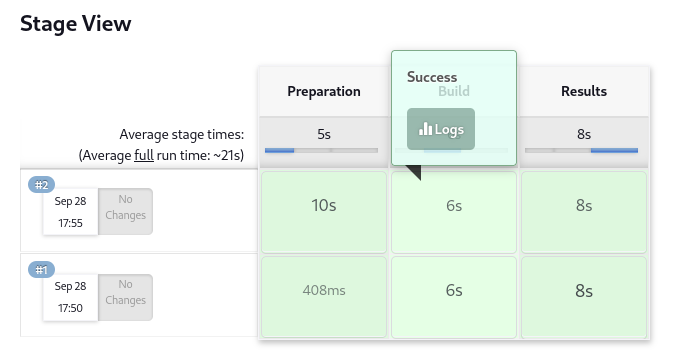 Stage View
Success
Preparation
Build
Results
Logs
Average stage times:
5s
8s
(Average full run time: ~21s)
#2
Sep 28
No
Changes
17:55
10s
6s
8s
#1
Sep 28
No
Changes
17:50
408ms
6s
8s